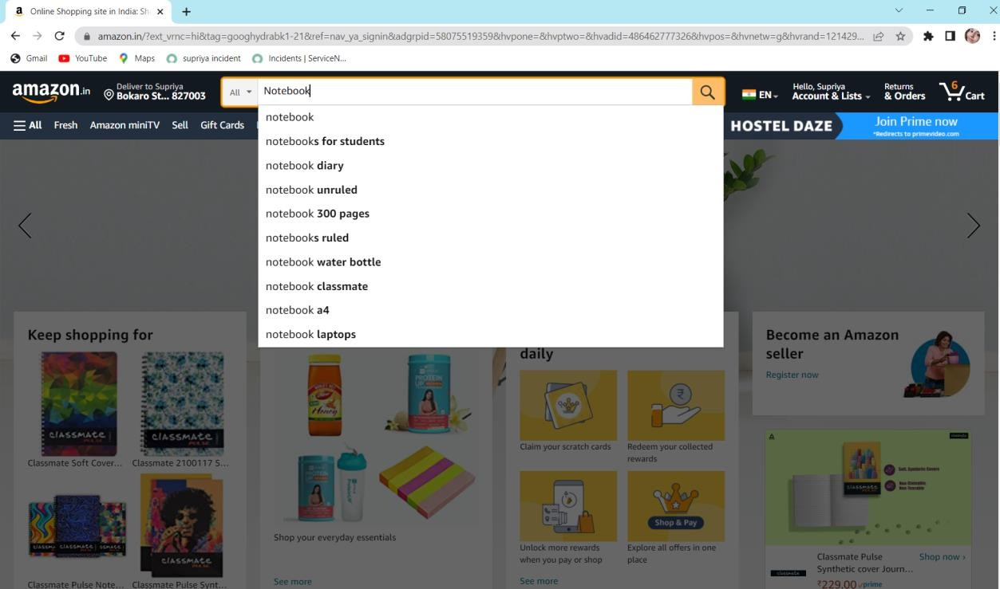 Online Shopping site in India: Sh
amazon.in/?ext_vrnc=hi&tag=googhydrabk1-21&ref=nav_ya_signin&adgrpid=58075519359&hvpone=&hvptwo=&hvadid=486462777326&hvpos=&hvnetw=g&hvrand=121429...
Gmail YouTube Maps supriya incident Incidents | ServiceN...
amazon.in
Deliver to Supriya
Bokaro St... 827003
All
Notebook
EN
Hello, Supriya
Account & Lists
Returns
& Orders
6
Cart
All Fresh Amazon miniTV Sell Gift Cards
HOSTEL DAZE
Join Prime now
*Redirects to primevideo.com
notebook
notebooks for students
notebook diary
notebook unruled
notebook 300 pages
notebooks ruled
notebook water bottle
notebook classmate
notebook a4
notebook laptops
Keep shopping for
classmate
PULSE
classmate
PULSE
Classmate Soft Cover...
Classmate 2100117 S...
classmate
classmate
Classmate Pulse Note...
Classmate Pulse Synt...
Honey
PROTEIN
UP
PROTEIN
UP
Shop your everyday essentials
See more
daily
Claim your scratch cards
Redeem your collected
rewards
Shop & Pay
Unlock more rewards
when you pay or shop
Explore all offers in one
place
See more
Become an Amazon
seller
Register now
classmate
Soft, Synthetic Covers
classmate
Classmate Pulse
Synthetic cover Journ...
Shop now ›
classmate
₹229.00 prime